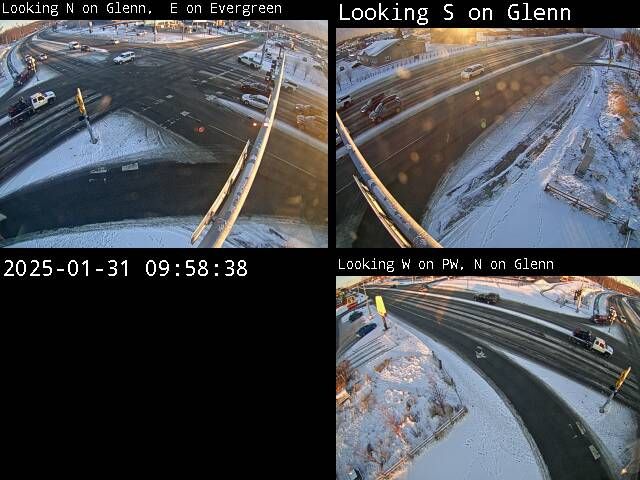 Looking N on Glenn,  E on Evergreen
Looking S on Glenn
2025-01-31 09:58:38
Looking W on PW, N on Glenn